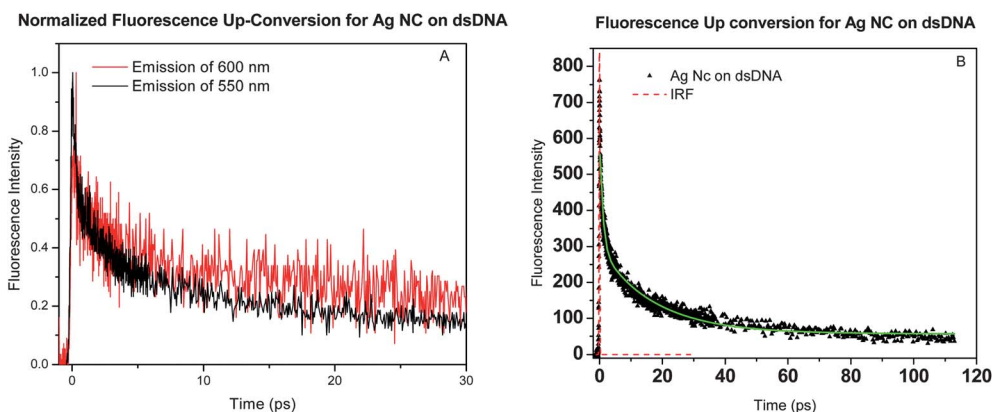 Normalized Fluorescence Up-Conversion for Ag NC on dsDNA
A
Emission of 600 nm
Emission of 550 nm
1.0
0.8
0.6
0.4
0.2
0.0
Fluorescence Intensity
0 10 20 30
Time (ps)
Fluorescence Up conversion for Ag NC on dsDNA
B
Ag Nc on dsDNA
IRF
800
700
600
500
400
300
200
100
0
Fluorescence Intensity
0 20 40 60 80 100 120
Time (ps)